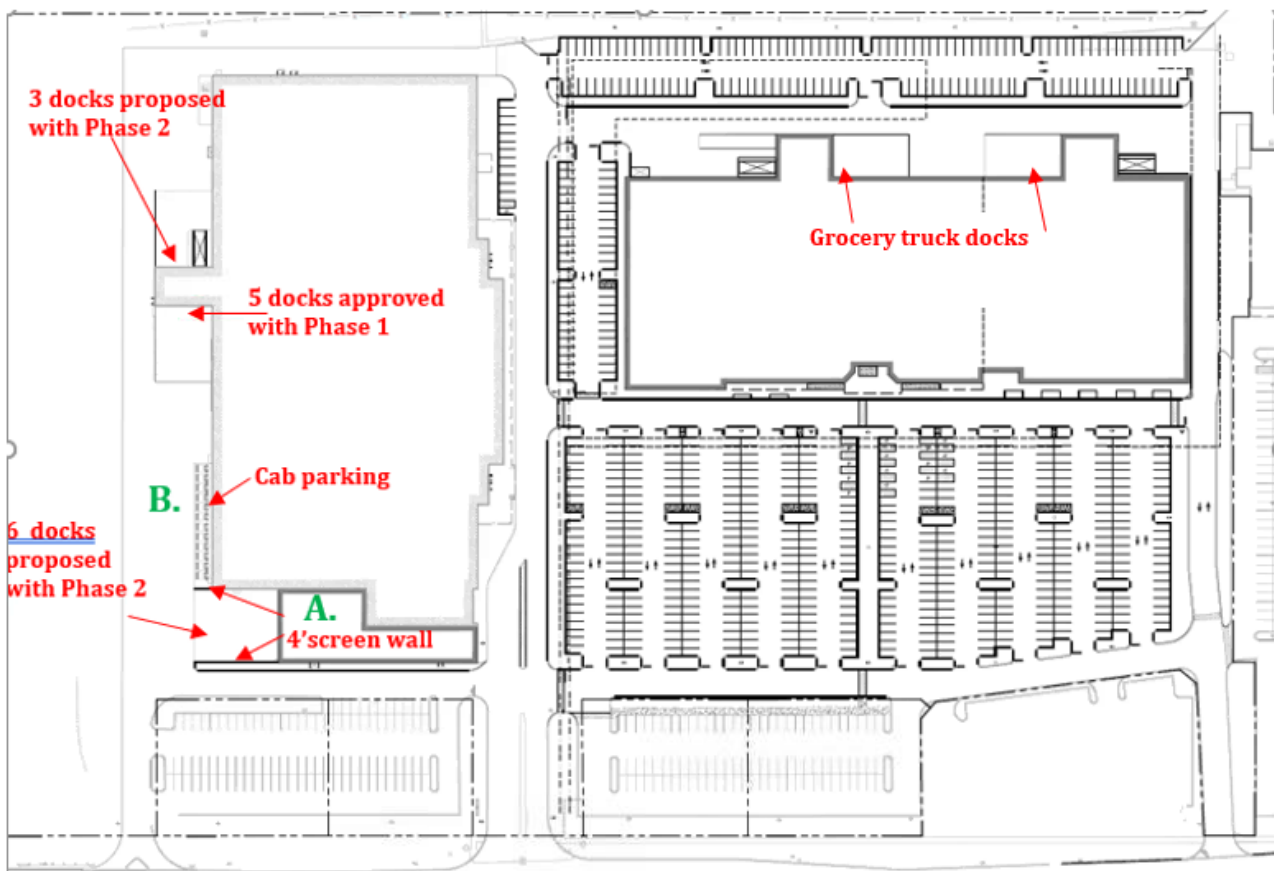 3 docks proposed
with Phase 2
Grocery truck docks
5 docks approved
with Phase 1
Cab parking
B.
6 docks
proposed
with Phase 2
A.
4'screen wall